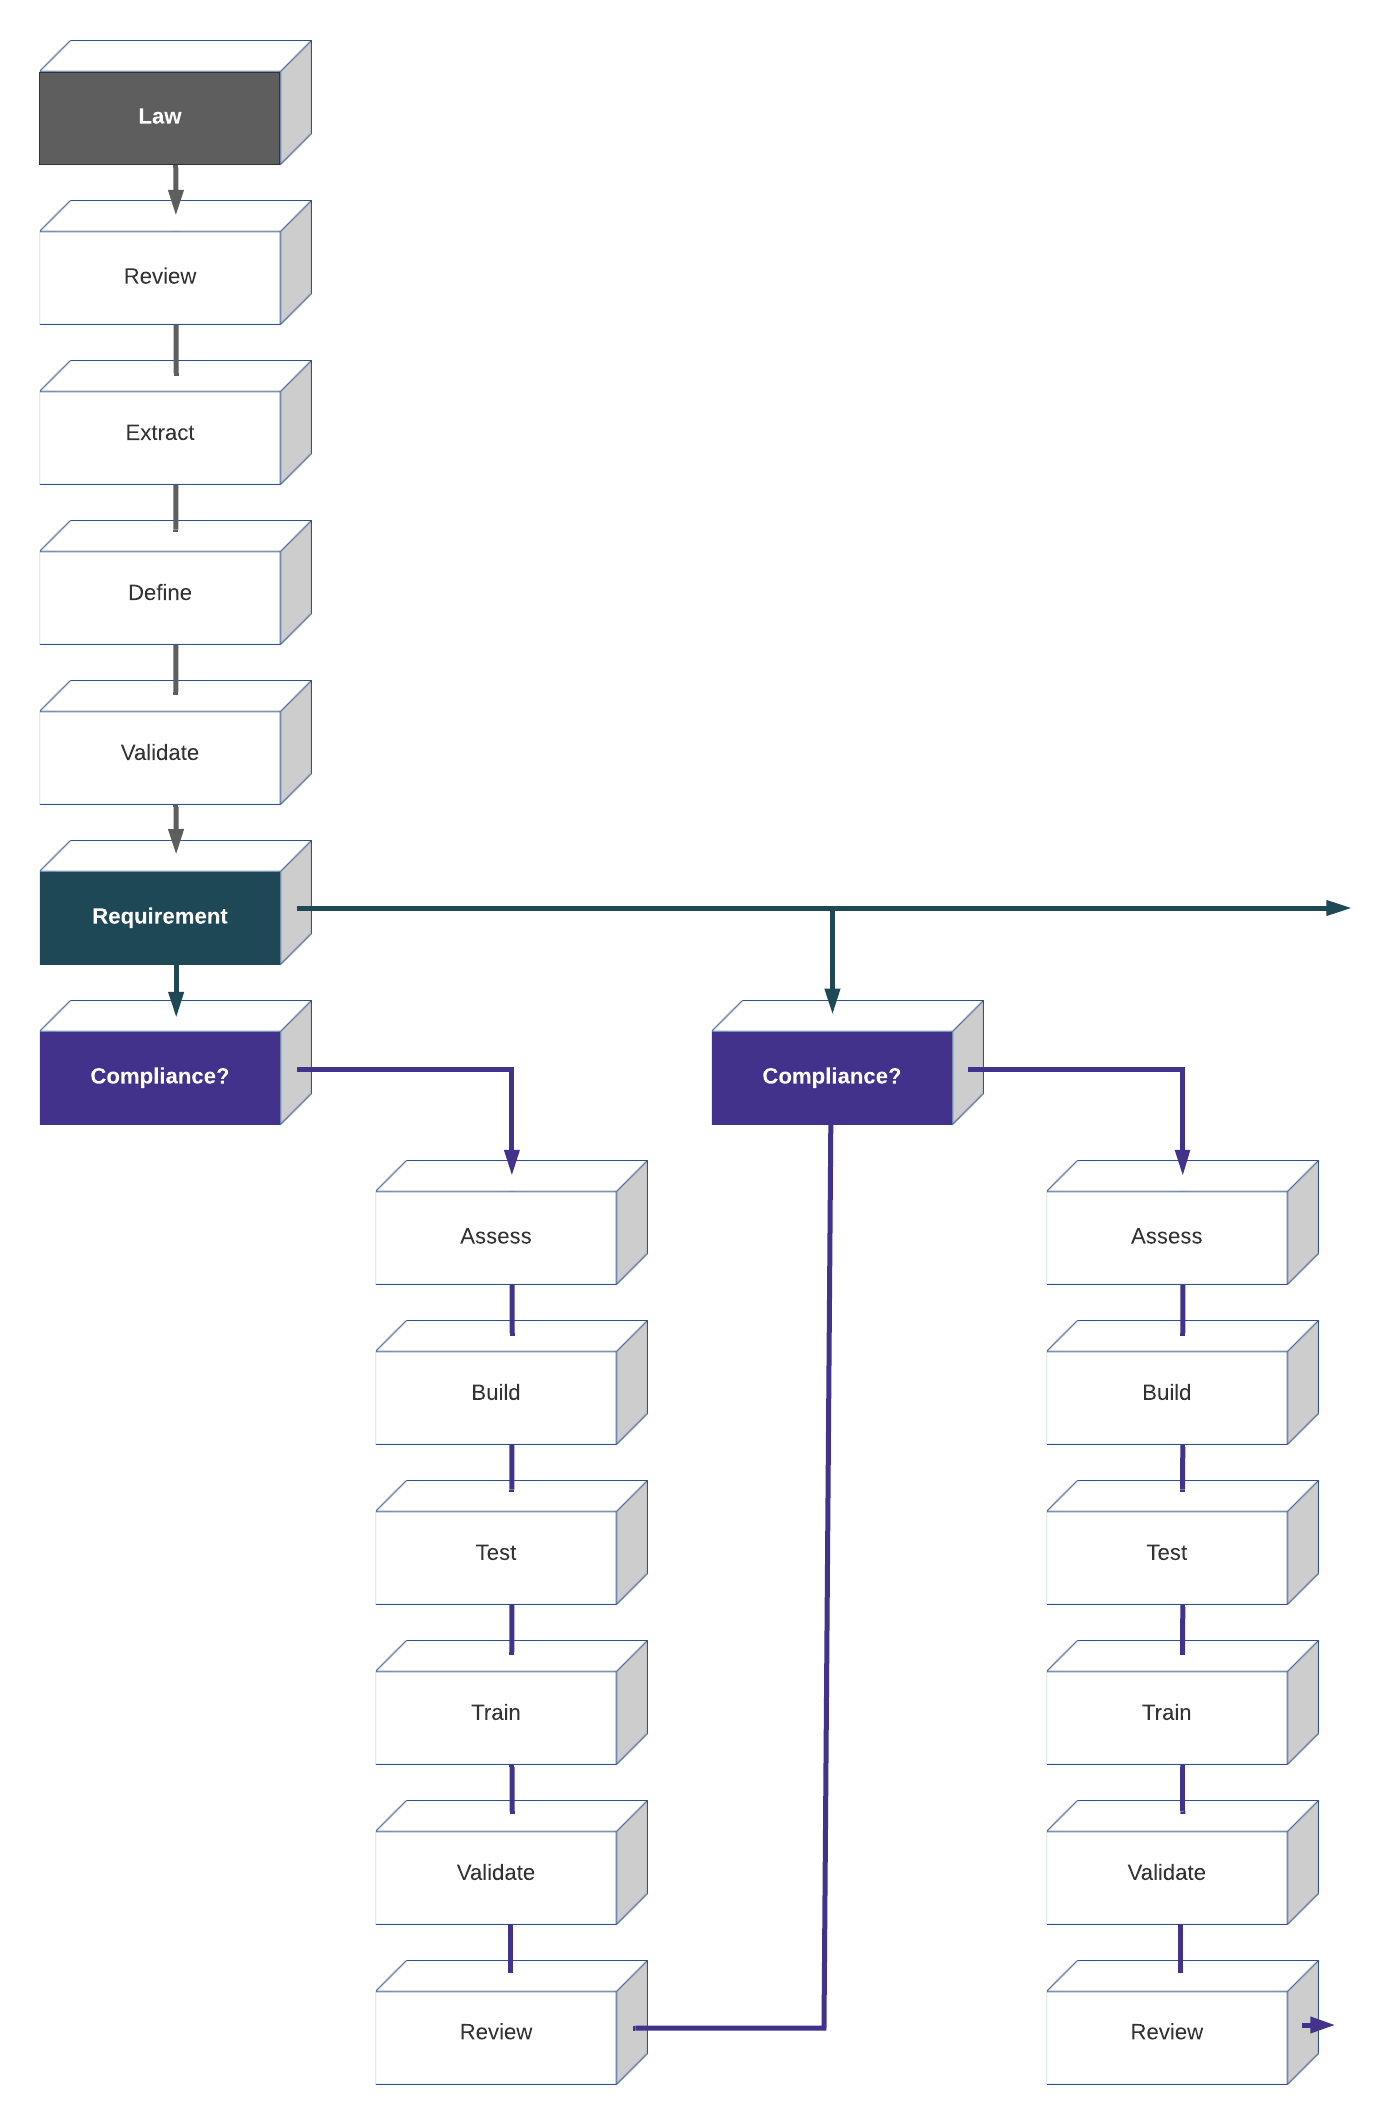 Law
Review
Extract
Define
Validate
Requirement
Compliance?
Assess
Build
Test
Train
Validate
Review
Compliance?
Assess
Build
Test
Train
Validate
Review